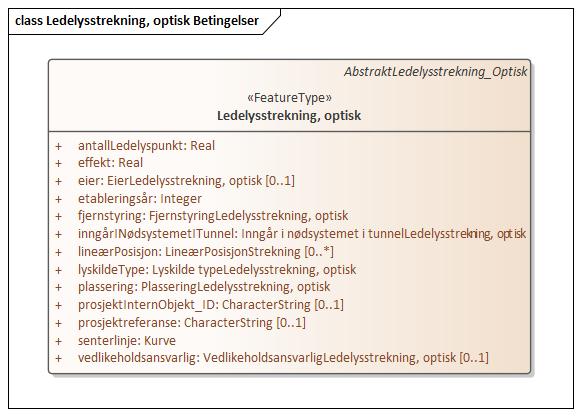 class Ledelysstrekning, optisk Betingelser
AbstraktLedelysstrekning_Optisk
«FeatureType»
Ledelysstrekning, optisk
+ antallLedelyspunkt: Real
+ effekt: Real
+ eier: EierLedelysstrekning, optisk [0..1]
+ etableringsår: Integer
+ fjernstyring: FjernstyringLedelysstrekning, optisk
+ inngårINødsystemetITunnel: Inngår i nødsystemet i tunnelLedelysstrekning, optisk
+ lineærPosisjon: LineærPosisjonStrekning [0..*]
+ lyskildeType: Lyskilde typeLedelysstrekning, optisk
+ plassering: PlasseringLedelysstrekning, optisk
+ prosjektInternObjekt_ID: CharacterString [0..1]
+ prosjektreferanse: CharacterString [0..1]
+ senterlinje: Kurve
+ vedlikeholdsansvarlig: VedlikeholdsansvarligLedelysstrekning, optisk [0..1]